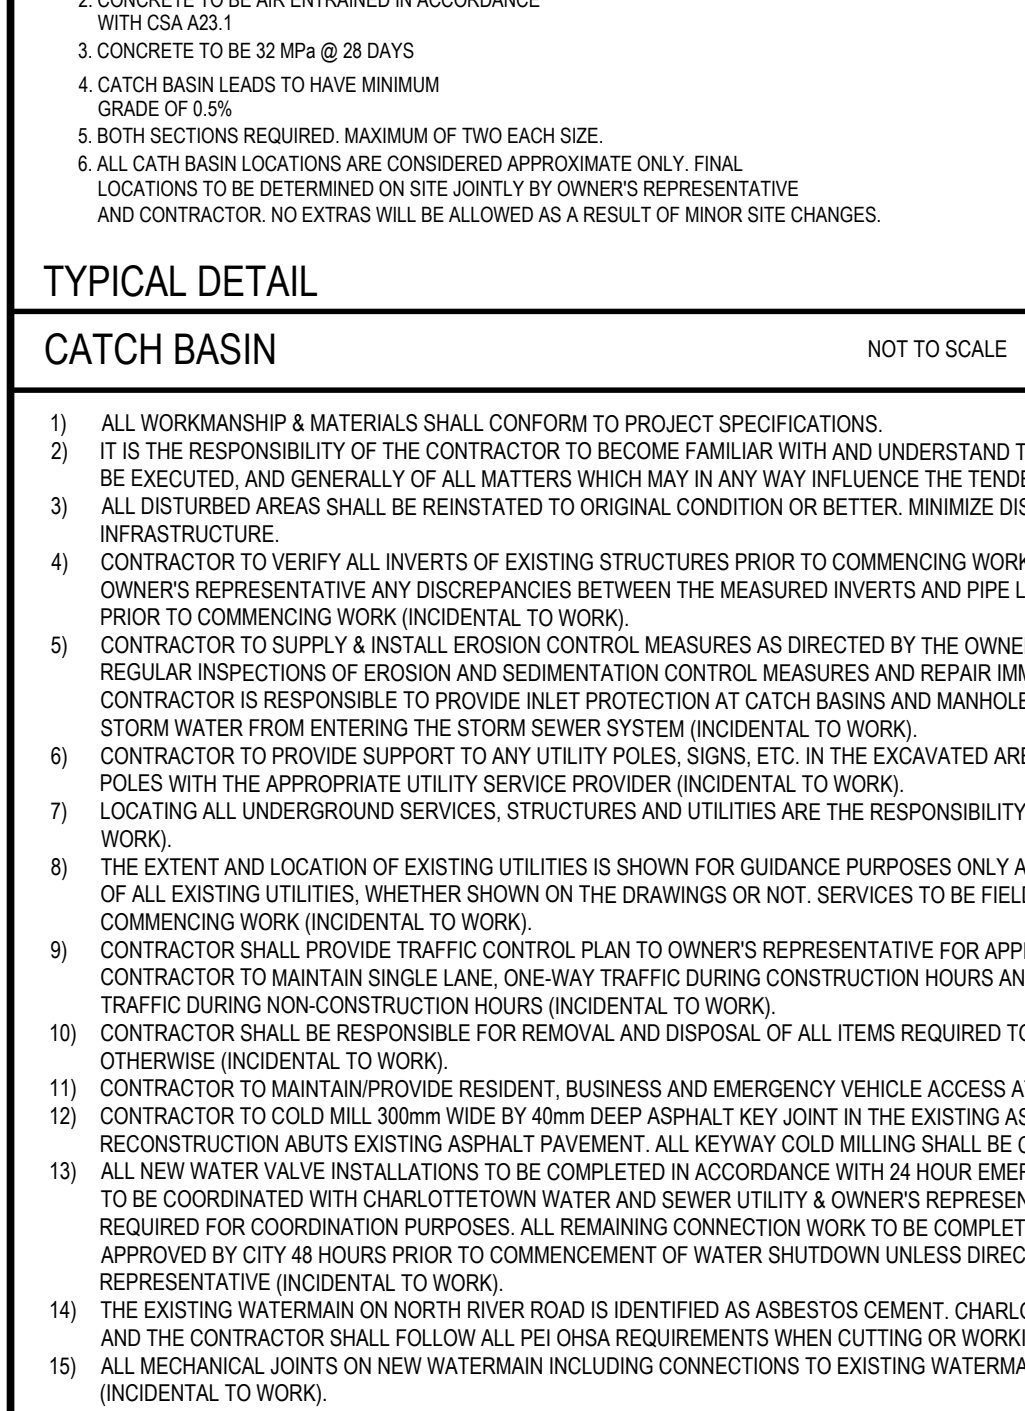 2. CONCRETE TO BE AIR ENTRAINED IN ACCORDANCE
WITH CSA A23.1
3. CONCRETE TO BE 32 MPa @ 28 DAYS
4. CATCH BASIN LEADS TO HAVE MINIMUM
GRADE OF 0.5%
5. BOTH SECTIONS REQUIRED. MAXIMUM OF TWO EACH SIZE.
6. ALL CATH BASIN LOCATIONS ARE CONSIDERED APPROXIMATE ONLY. FINAL
LOCATIONS TO BE DETERMINED ON SITE JOINTLY BY OWNER'S REPRESENTATIVE
AND CONTRACTOR. NO EXTRAS WILL BE ALLOWED AS A RESULT OF MINOR SITE CHANGES.
TYPICAL DETAIL
CATCH BASIN NOT TO SCALE
1) ALL WORKMANSHIP & MATERIALS SHALL CONFORM TO PROJECT SPECIFICATIONS.
2) IT IS THE RESPONSIBILITY OF THE CONTRACTOR TO BECOME FAMILIAR WITH AND UNDERSTAND T
BE EXECUTED, AND GENERALLY OF ALL MATTERS WHICH MAY IN ANY WAY INFLUENCE THE TENDE
3) ALL DISTURBED AREAS SHALL BE REINSTATED TO ORIGINAL CONDITION OR BETTER. MINIMIZE DIS
INFRASTRUCTURE.
4) CONTRACTOR TO VERIFY ALL INVERTS OF EXISTING STRUCTURES PRIOR TO COMMENCING WORK
OWNER'S REPRESENTATIVE ANY DISCREPANCIES BETWEEN THE MEASURED INVERTS AND PIPE L
PRIOR TO COMMENCING WORK (INCIDENTAL TO WORK).
5) CONTRACTOR TO SUPPLY & INSTALL EROSION CONTROL MEASURES AS DIRECTED BY THE OWNE
REGULAR INSPECTIONS OF EROSION AND SEDIMENTATION CONTROL MEASURES AND REPAIR IMM
CONTRACTOR IS RESPONSIBLE TO PROVIDE INLET PROTECTION AT CATCH BASINS AND MANHOLE
STORM WATER FROM ENTERING THE STORM SEWER SYSTEM (INCIDENTAL TO WORK).
6) CONTRACTOR TO PROVIDE SUPPORT TO ANY UTILITY POLES, SIGNS, ETC. IN THE EXCAVATED ARE
POLES WITH THE APPROPRIATE UTILITY SERVICE PROVIDER (INCIDENTAL TO WORK).
7) LOCATING ALL UNDERGROUND SERVICES, STRUCTURES AND UTILITIES ARE THE RESPONSIBILITY
WORK).
8) THE EXTENT AND LOCATION OF EXISTING UTILITIES IS SHOWN FOR GUIDANCE PURPOSES ONLY A
OF ALL EXISTING UTILITIES, WHETHER SHOWN ON THE DRAWINGS OR NOT. SERVICES TO BE FIELD
COMMENCING WORK (INCIDENTAL TO WORK).
9) CONTRACTOR SHALL PROVIDE TRAFFIC CONTROL PLAN TO OWNER'S REPRESENTATIVE FOR APP
CONTRACTOR TO MAINTAIN SINGLE LANE, ONE-WAY TRAFFIC DURING CONSTRUCTION HOURS AN
TRAFFIC DURING NON-CONSTRUCTION HOURS (INCIDENTAL TO WORK).
10) CONTRACTOR SHALL BE RESPONSIBLE FOR REMOVAL AND DISPOSAL OF ALL ITEMS REQUIRED TO
OTHERWISE (INCIDENTAL TO WORK).
11) CONTRACTOR TO MAINTAIN/PROVIDE RESIDENT, BUSINESS AND EMERGENCY VEHICLE ACCESS AT
12) CONTRACTOR TO COLD MILL 300mm WIDE BY 40mm DEEP ASPHALT KEY JOINT IN THE EXISTING AS
RECONSTRUCTION ABUTS EXISTING ASPHALT PAVEMENT. ALL KEYWAY COLD MILLING SHALL BE C
13) ALL NEW WATER VALVE INSTALLATIONS TO BE COMPLETED IN ACCORDANCE WITH 24 HOUR EMER
TO BE COORDINATED WITH CHARLOTTETOWN WATER AND SEWER UTILITY & OWNER'S REPRESEN
REQUIRED FOR COORDINATION PURPOSES. ALL REMAINING CONNECTION WORK TO BE COMPLET
APPROVED BY CITY 48 HOURS PRIOR TO COMMENCEMENT OF WATER SHUTDOWN UNLESS DIREC
REPRESENTATIVE (INCIDENTAL TO WORK).
14) THE EXISTING WATERMAIN ON NORTH RIVER ROAD IS IDENTIFIED AS ASBESTOS CEMENT. CHARLO
AND THE CONTRACTOR SHALL FOLLOW ALL PEI OHSA REQUIREMENTS WHEN CUTTING OR WORKI
15) ALL MECHANICAL JOINTS ON NEW WATERMAIN INCLUDING CONNECTIONS TO EXISTING WATERMA
(INCIDENTAL TO WORK).